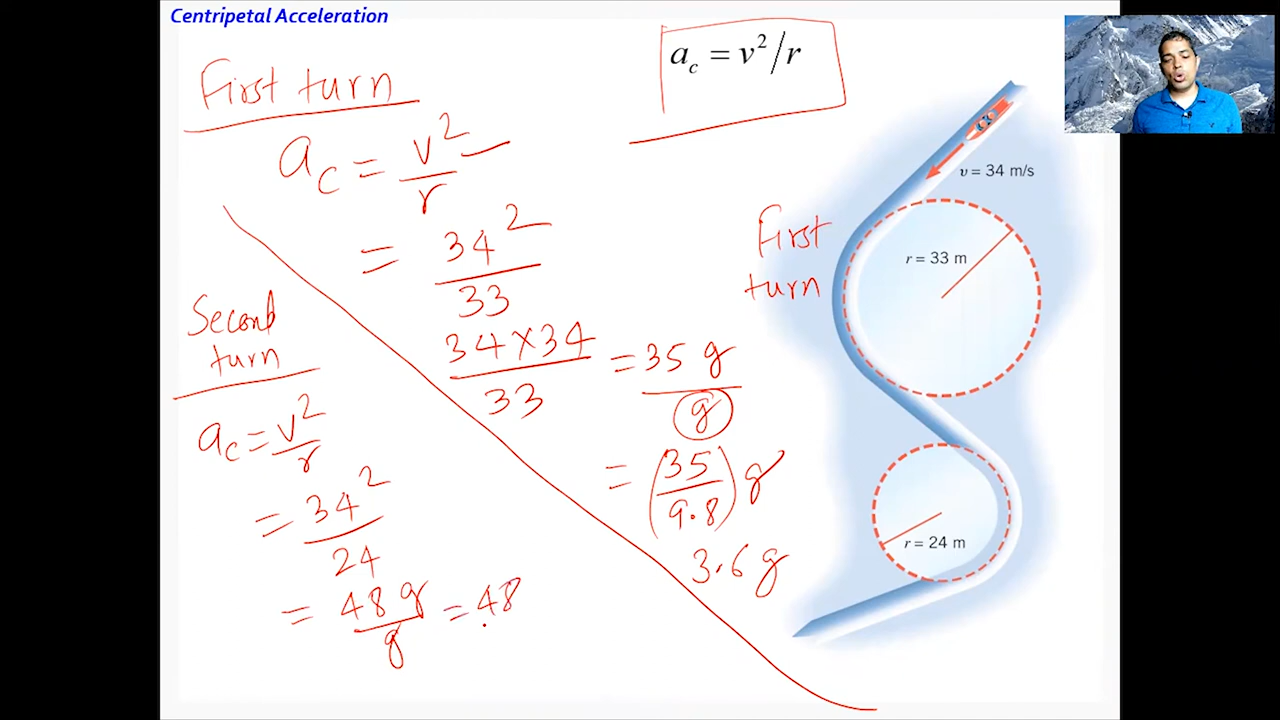 Centripetal Acceleration
a_c = v²/r
First turn
a_c = v²/r
= 34²/33
34×34/33 = 35 g/g
= (35/9.8) g
3.6 g
Second
turn
a_c = v²/r
= 34²/24
= 48 g/g = 48
First
turn
v = 34 m/s
r = 33 m
r = 24 m